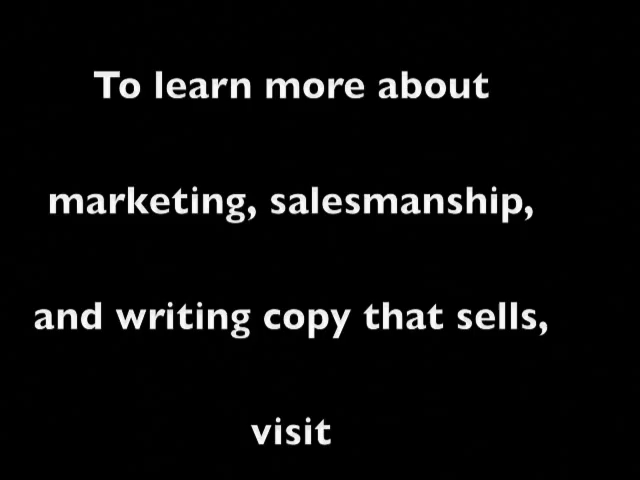 To learn more about
marketing, salesmanship,
and writing copy that sells,
visit